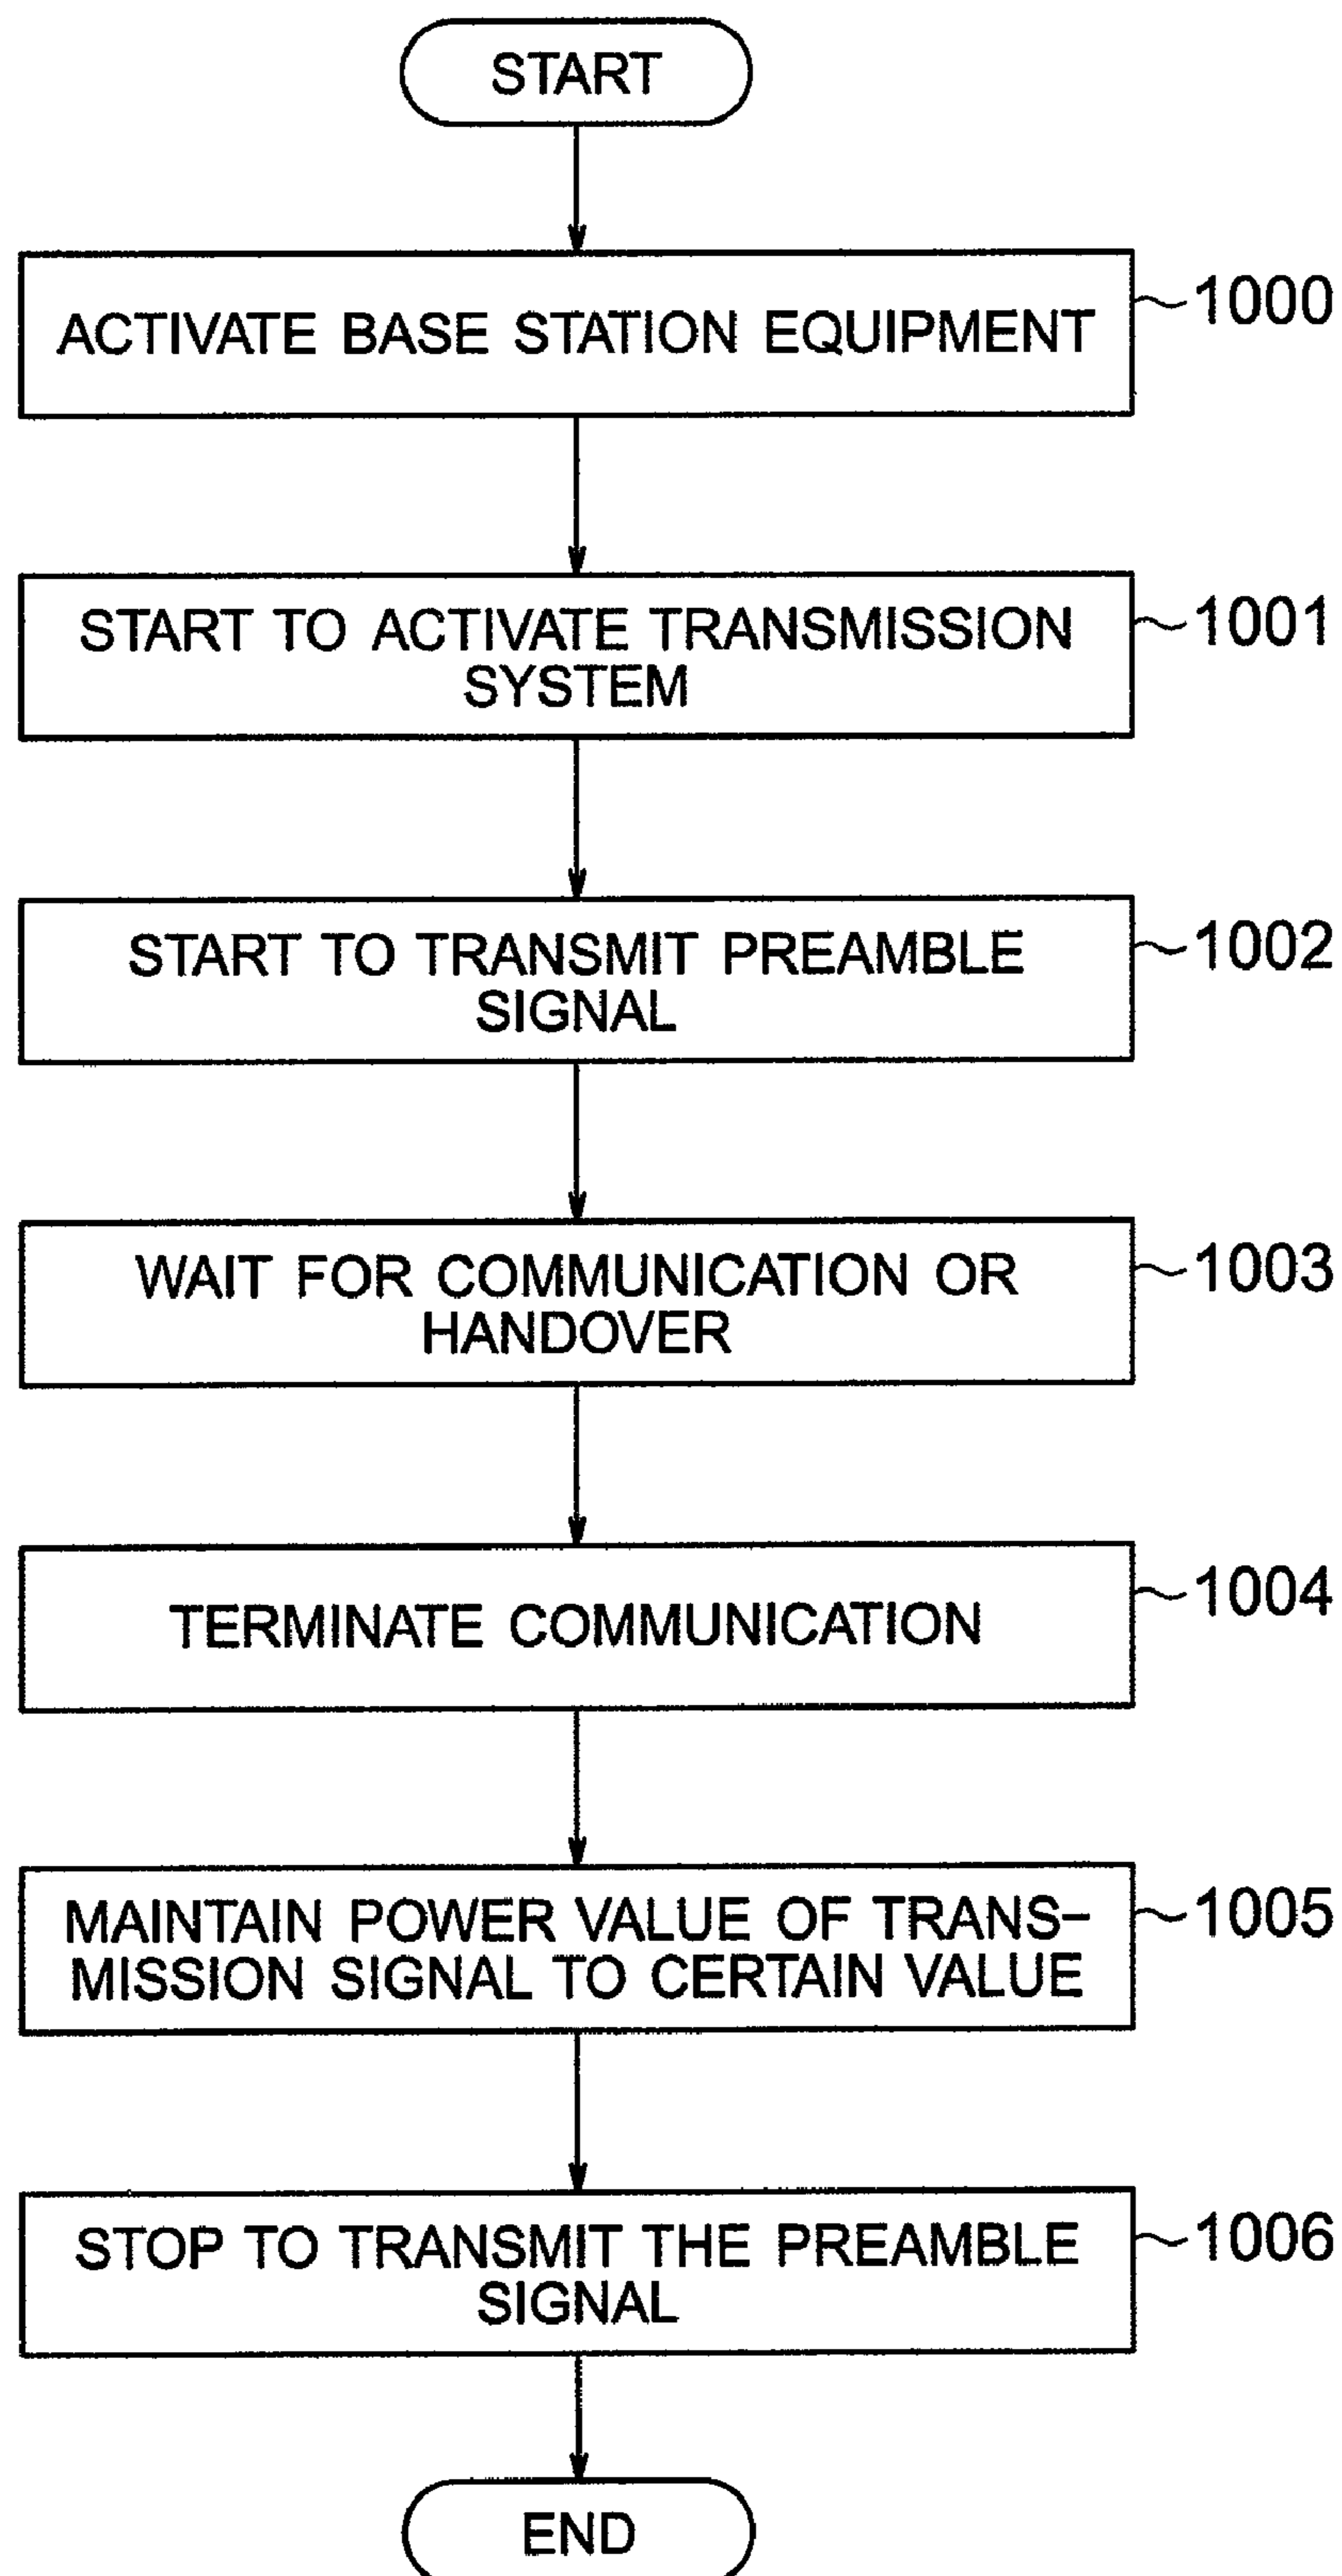 START
ACTIVATE BASE STATION EQUIPMENT
1000
START TO ACTIVATE TRANSMISSION
SYSTEM
1001
START TO TRANSMIT PREAMBLE
SIGNAL
1002
WAIT FOR COMMUNICATION OR
HANDOVER
1003
TERMINATE COMMUNICATION
1004
MAINTAIN POWER VALUE OF TRANS-
MISSION SIGNAL TO CERTAIN VALUE
1005
STOP TO TRANSMIT THE PREAMBLE
SIGNAL
1006
END